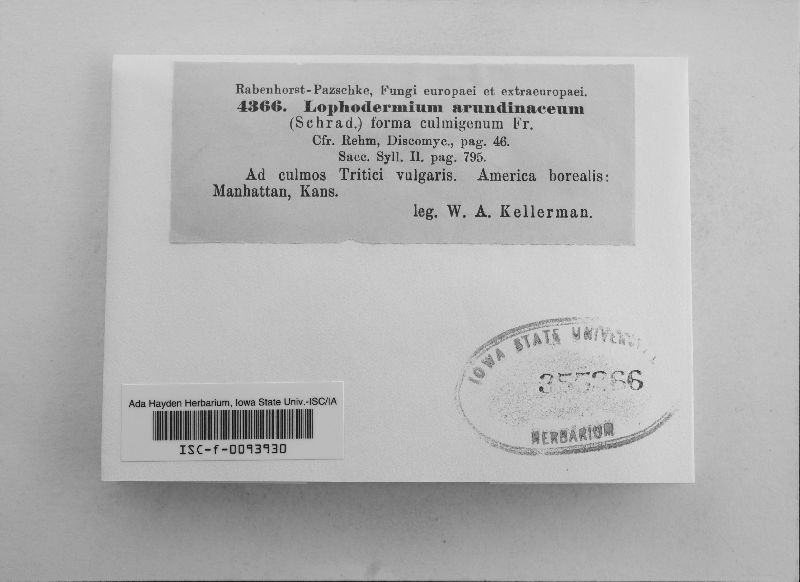 Rabenhorst-Pazschke, Fungi europaei et extraeuropaei.
4366. Lophodermium arundinaceum
(Schrad.) forma culmigenum Fr.
Cfr. Rehm, Discomyc., pag. 46.
Sacc. Syll. II. pag. 795.
Ad culmos Tritici vulgaris. America borealis:
Manhattan, Kans.
leg. W. A. Kellerman.
IOWA STATE UNIVERSITY
HERBARIUM
Ada Hayden Herbarium, Iowa State Univ.-ISC/IA
ISC-f-0093930